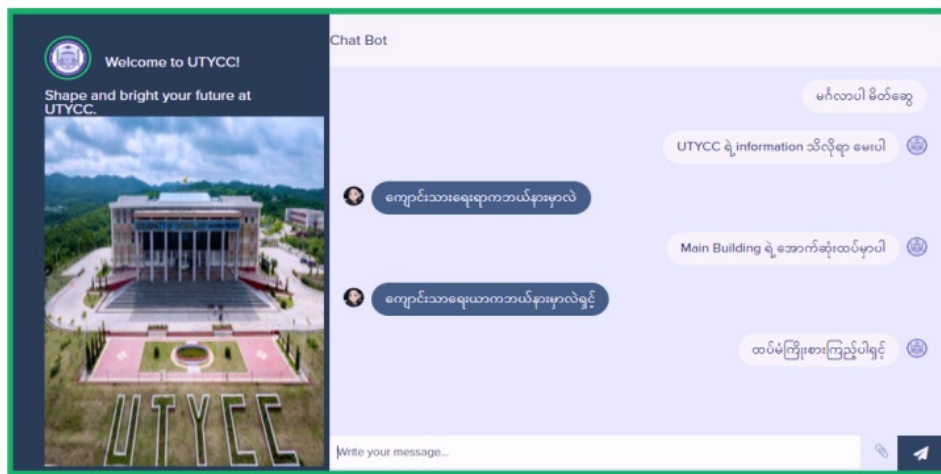 Welcome to UTYCC!
Shape and bright your future at
UTYCC.
UTYCC
Chat Bot
မင်္ဂလာပါ မိတ်ဆွေ
UTYCC ရဲ့ information သိလိုရာ မေးပါ
ကျောင်းသားရေးရာကဘယ်နားမှာလဲ
Main Building ရဲ့ အောက်ဆုံးထပ်မှာပါ
ကျောင်းသာရေးယာကဘယ်နားမှာလဲရှင့်
ထပ်မံကြိုးစားကြည့်ပါရှင့်
Write your message...